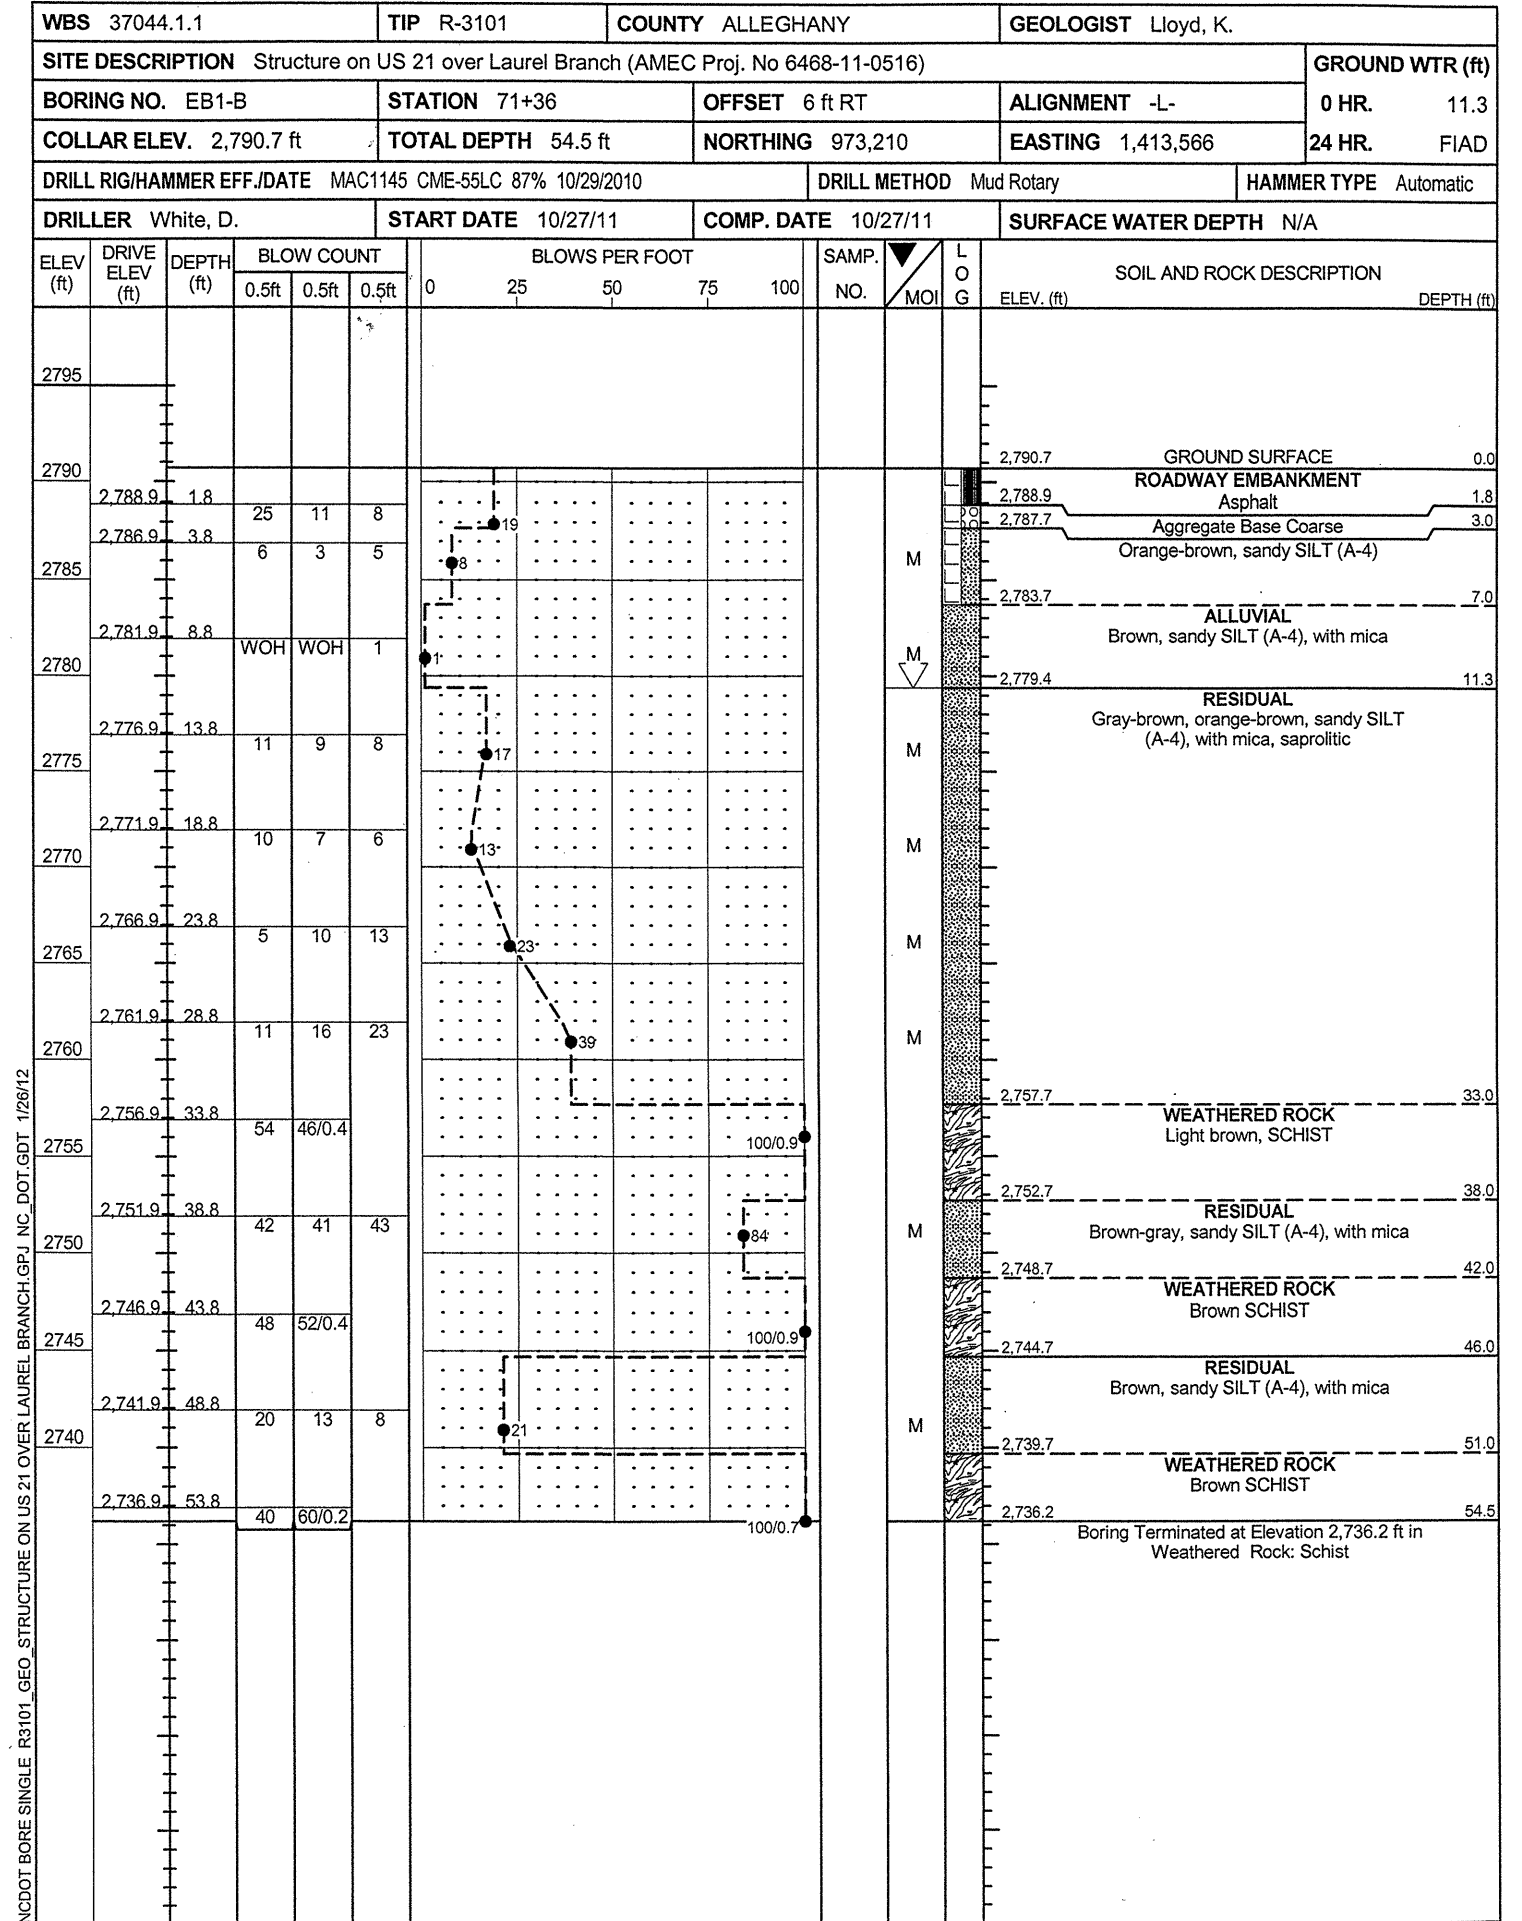 WBS 37044.1.1 TIP R-3101 COUNTY ALLEGHANY GEOLOGIST Lloyd, K.
SITE DESCRIPTION Structure on US 21 over Laurel Branch (AMEC Proj. No 6468-11-0516) GROUND WTR (ft)
BORING NO. EB1-B STATION 71+36 OFFSET 6 ft RT ALIGNMENT -L- 0 HR. 11.3
COLLAR ELEV. 2,790.7 ft TOTAL DEPTH 54.5 ft NORTHING 973,210 EASTING 1,413,566 24 HR. FIAD
DRILL RIG/HAMMER EFF./DATE MAC1145 CME-55LC 87% 10/29/2010 DRILL METHOD Mud Rotary HAMMER TYPE Automatic
DRILLER White, D. START DATE 10/27/11 COMP. DATE 10/27/11 SURFACE WATER DEPTH N/A
ELEV (ft) DRIVE ELEV (ft) DEPTH (ft) BLOW COUNT BLOWS PER FOOT SAMP. NO. MOI LOG SOIL AND ROCK DESCRIPTION
0.5ft 0.5ft 0.5ft 0 25 50 75 100 ELEV. (ft) DEPTH (ft)
2795
2,790.7 GROUND SURFACE 0.0
2790 ROADWAY EMBANKMENT
2,788.9 1.8 2,788.9 Asphalt 1.8
25 11 8 19
2,787.7 Aggregate Base Coarse 3.0
2,786.9 3.8
6 3 5 8 M Orange-brown, sandy SILT (A-4)
2785
2,783.7 7.0
ALLUVIAL
2,781.9 8.8 Brown, sandy SILT (A-4), with mica
WOH WOH 1 1 M
2780
2,779.4 11.3
RESIDUAL
Gray-brown, orange-brown, sandy SILT
2,776.9 13.8 (A-4), with mica, saprolitic
11 9 8 17 M
2775
2,771.9 18.8
10 7 6 13 M
2770
2,766.9 23.8
5 10 13 23 M
2765
2,761.9 28.8
11 16 23 39 M
2760
2,757.7 33.0
2,756.9 33.8 WEATHERED ROCK
54 46/0.4 100/0.9 Light brown, SCHIST
2755
2,752.7 38.0
2,751.9 38.8 RESIDUAL
42 41 43 84 M Brown-gray, sandy SILT (A-4), with mica
2750
2,748.7 42.0
WEATHERED ROCK
2,746.9 43.8 Brown SCHIST
48 52/0.4 100/0.9
2745
2,744.7 46.0
RESIDUAL
Brown, sandy SILT (A-4), with mica
2,741.9 48.8
20 13 8 21 M
2740
2,739.7 51.0
WEATHERED ROCK
Brown SCHIST
2,736.9 53.8
40 60/0.2 100/0.7 2,736.2 54.5
Boring Terminated at Elevation 2,736.2 ft in
Weathered Rock: Schist
NCDOT BORE SINGLE R3101_GEO_STRUCTURE ON US 21 OVER LAUREL BRANCH.GPJ NC_DOT.GDT 1/26/12